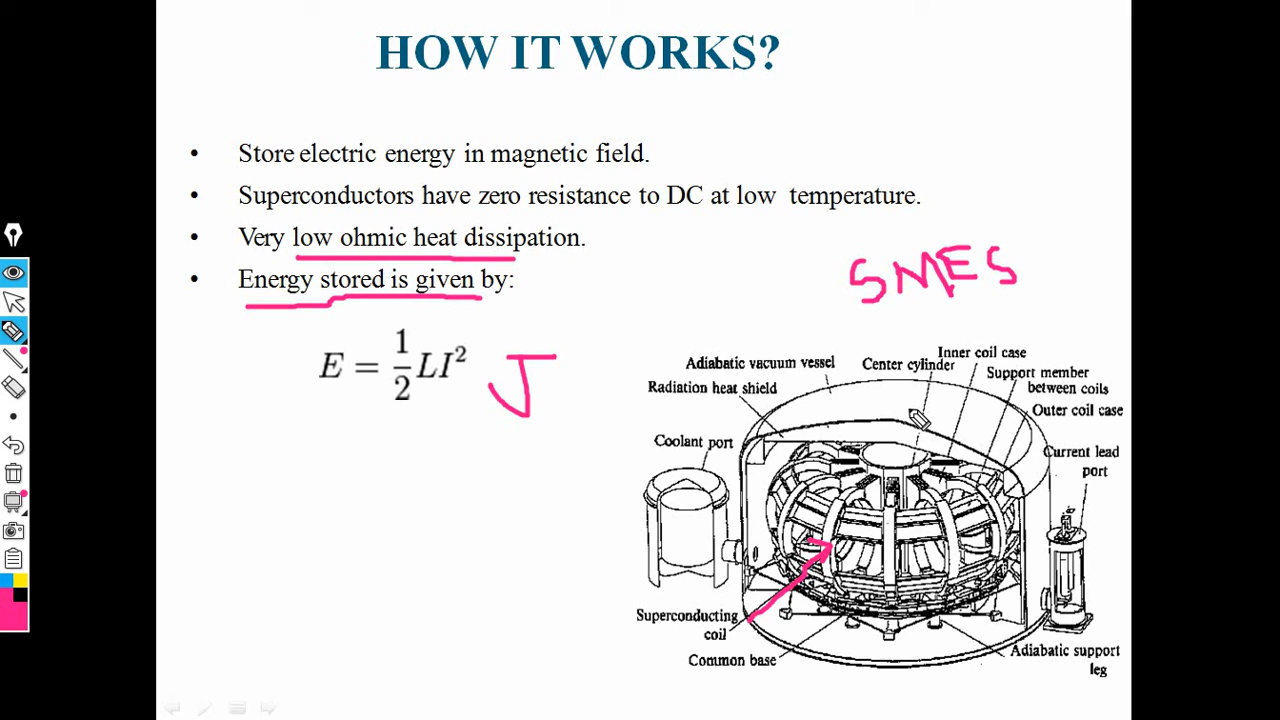 HOW IT WORKS?
• Store electric energy in magnetic field.
• Superconductors have zero resistance to DC at low temperature.
• Very low ohmic heat dissipation.
• Energy stored is given by:
SMES
E = 1/2 LI² J
Adiabatic vacuum vessel
Center cylinder
Inner coil case
Radiation heat shield
Support member
between coils
Outer coil case
Coolant port
Current lead
port
Superconducting
coil
Common base
Adiabatic support
leg